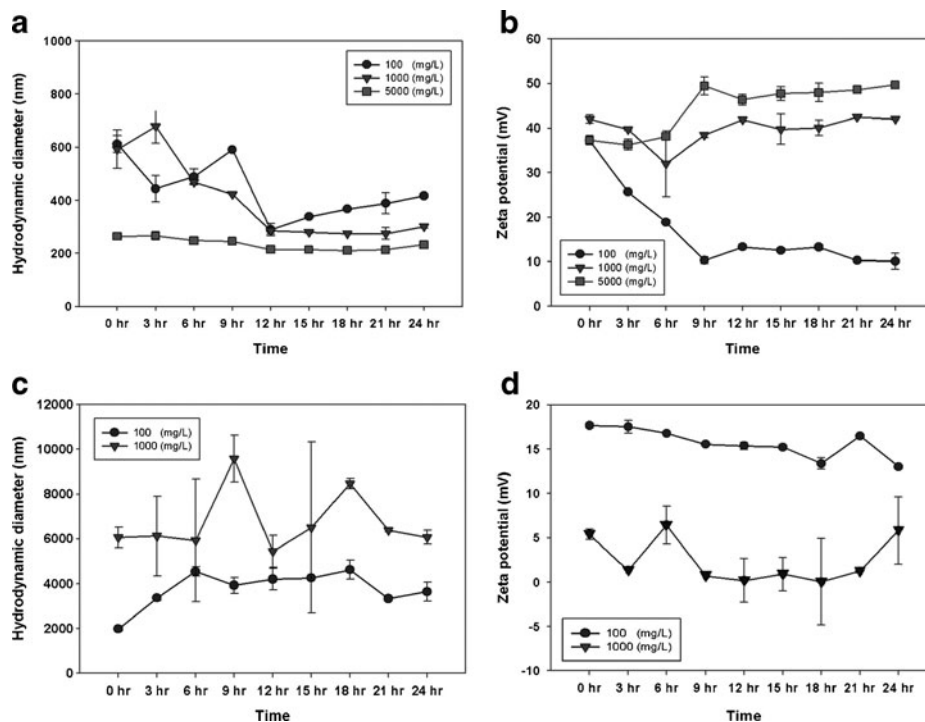 a
Hydrodynamic diameter (nm)
1000
800
600
400
200
0
100 (mg/L)
1000 (mg/L)
5000 (mg/L)
0 hr 3 hr 6 hr 9 hr 12 hr 15 hr 18 hr 21 hr 24 hr
Time
b
Zeta potential (mV)
60
50
40
30
20
10
0
100 (mg/L)
1000 (mg/L)
5000 (mg/L)
0 hr 3 hr 6 hr 9 hr 12 hr 15 hr 18 hr 21 hr 24 hr
Time
c
Hydrodynamic diameter (nm)
12000
10000
8000
6000
4000
2000
0
100 (mg/L)
1000 (mg/L)
0 hr 3 hr 6 hr 9 hr 12 hr 15 hr 18 hr 21 hr 24 hr
Time
d
Zeta potential (mV)
20
15
10
5
0
-5
-10
100 (mg/L)
1000 (mg/L)
0 hr 3 hr 6 hr 9 hr 12 hr 15 hr 18 hr 21 hr 24 hr
Time